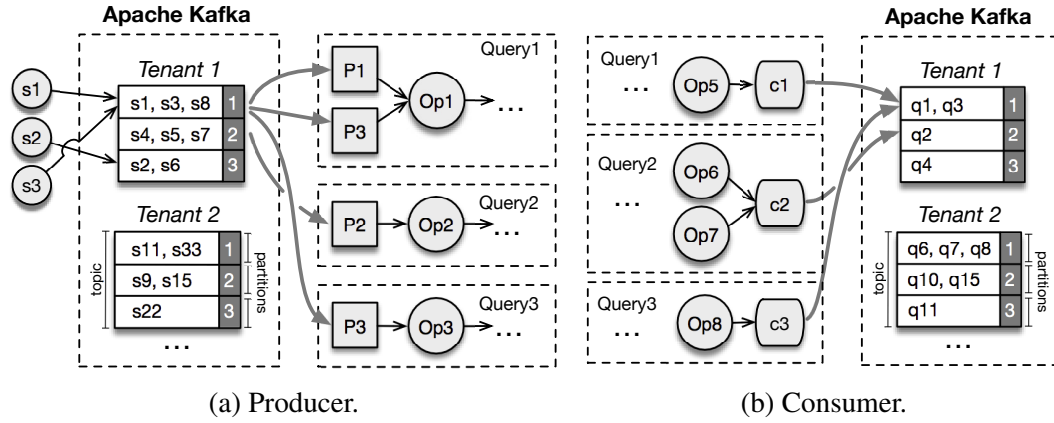 Apache Kafka
Tenant 1
s1
s2
s3
s1, s3, s8 1
s4, s5, s7 2
s2, s6 3
Tenant 2
topic
s11, s33 1
s9, s15 2
s22 3
partitions
...
Query1
P1
P3
Op1
...
Query2
P2
Op2
...
Query3
P3
Op3
...
(a) Producer.
Query1
...
Op5
c1
Query2
...
Op6
Op7
c2
Query3
...
Op8
c3
Apache Kafka
Tenant 1
q1, q3 1
q2 2
q4 3
Tenant 2
topic
q6, q7, q8 1
q10, q15 2
q11 3
partitions
...
(b) Consumer.